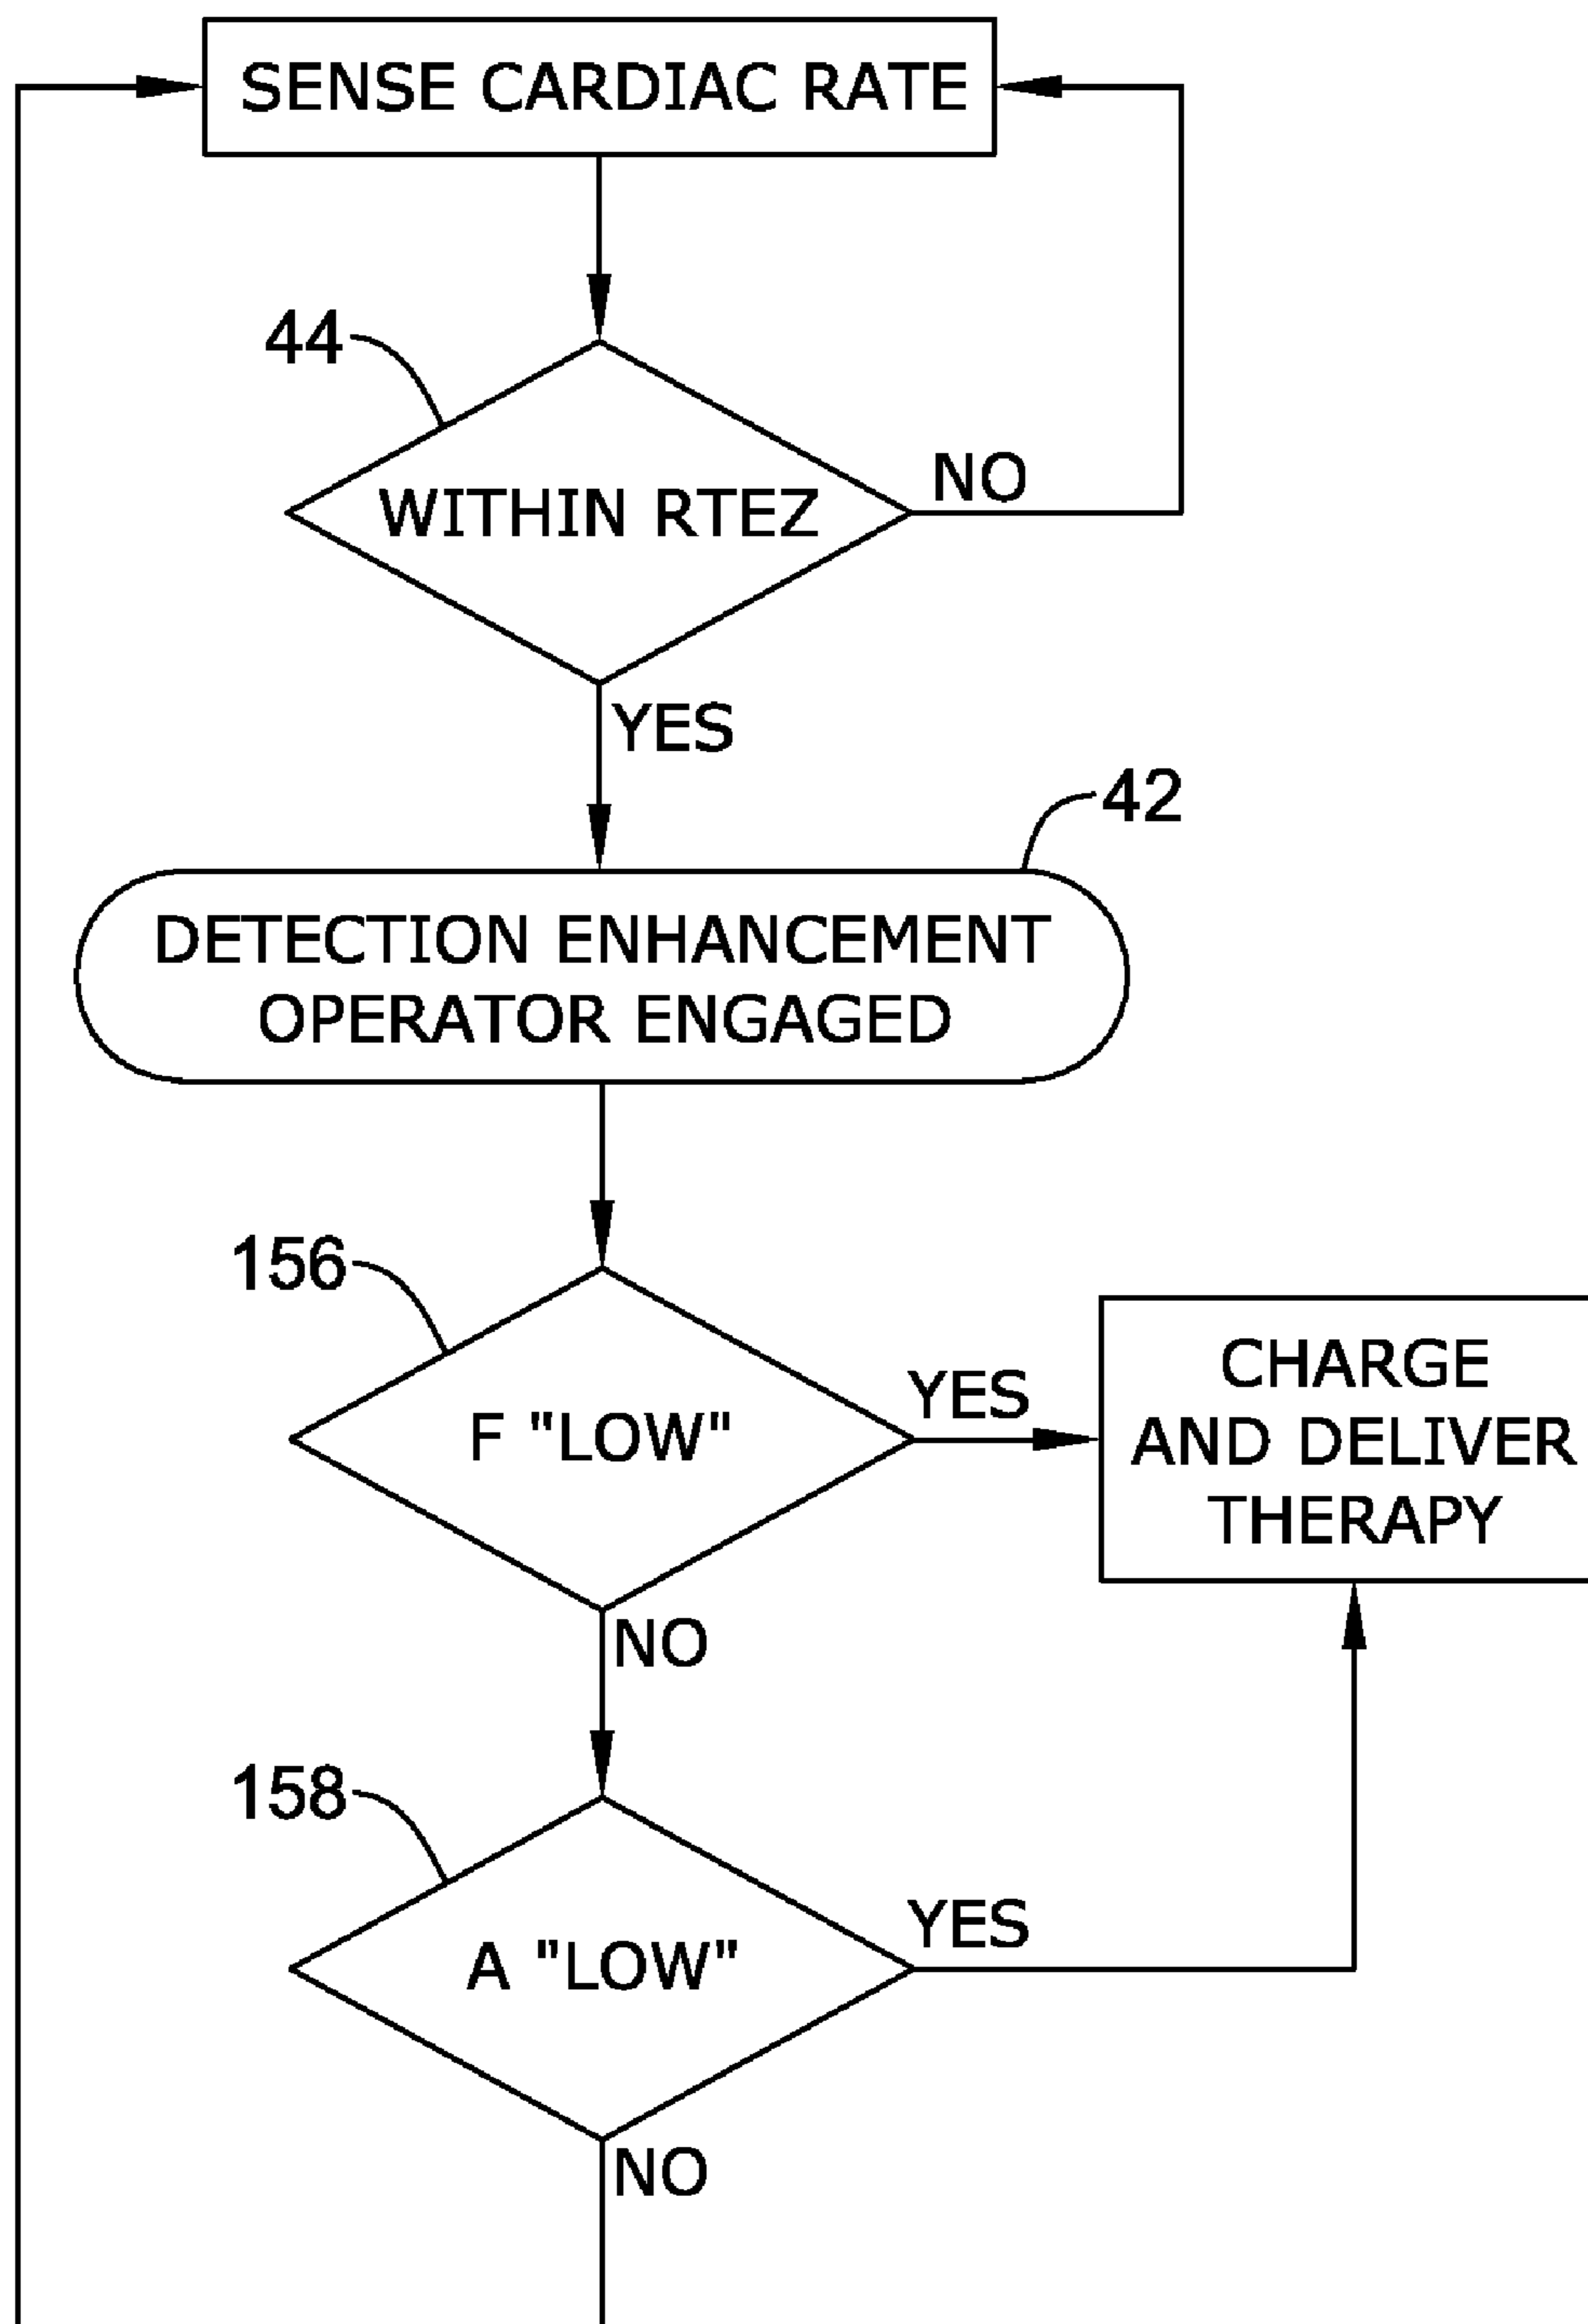 SENSE CARDIAC RATE
44
WITHIN RTEZ
NO
YES
42
DETECTION ENHANCEMENT
OPERATOR ENGAGED
156
F "LOW"
YES
CHARGE
AND DELIVER
THERAPY
NO
158
A "LOW"
YES
NO